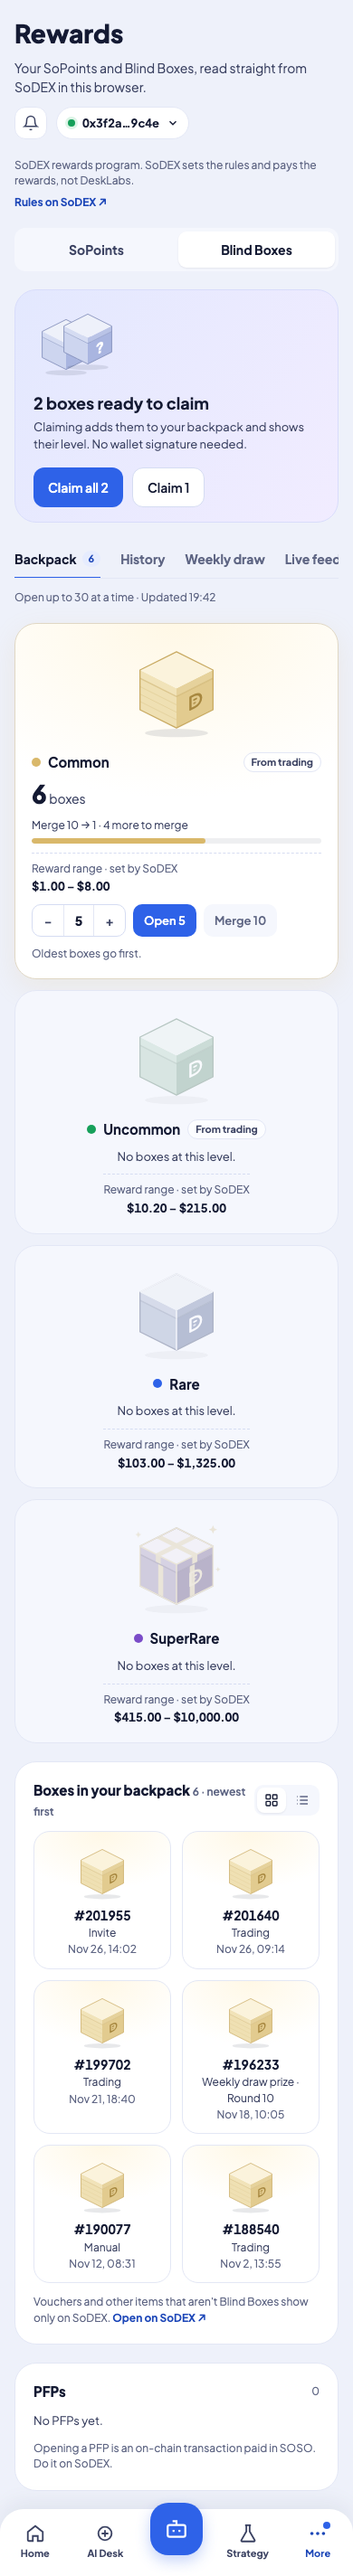 Rewards
Your SoPoints and Blind Boxes, read straight from
SoDEX in this browser.
0x3f2a…9c4e
SoDEX rewards program. SoDEX sets the rules and pays the
rewards, not DeskLabs.
Rules on SoDEX ↗
SoPoints
Blind Boxes
?
2 boxes ready to claim
Claiming adds them to your backpack and shows
their level. No wallet signature needed.
Claim all 2
Claim 1
Backpack 6 History Weekly draw Live feed
Open up to 30 at a time · Updated 19:42
Common
From trading
6 boxes
Merge 10 → 1 · 4 more to merge
Reward range · set by SoDEX
$1.00 – $8.00
– 5 + Open 5 Merge 10
Oldest boxes go first.
Uncommon From trading
No boxes at this level.
Reward range · set by SoDEX
$10.20 – $215.00
Rare
No boxes at this level.
Reward range · set by SoDEX
$103.00 – $1,325.00
SuperRare
No boxes at this level.
Reward range · set by SoDEX
$415.00 – $10,000.00
Boxes in your backpack 6 · newest
first
#201955
Invite
Nov 26, 14:02
#201640
Trading
Nov 26, 09:14
#199702
Trading
Nov 21, 18:40
#196233
Weekly draw prize ·
Round 10
Nov 18, 10:05
#190077
Manual
Nov 12, 08:31
#188540
Trading
Nov 2, 13:55
Vouchers and other items that aren't Blind Boxes show
only on SoDEX. Open on SoDEX ↗
PFPs
0
No PFPs yet.
Opening a PFP is an on-chain transaction paid in SOSO.
Do it on SoDEX.
Home
AI Desk
Strategy
More